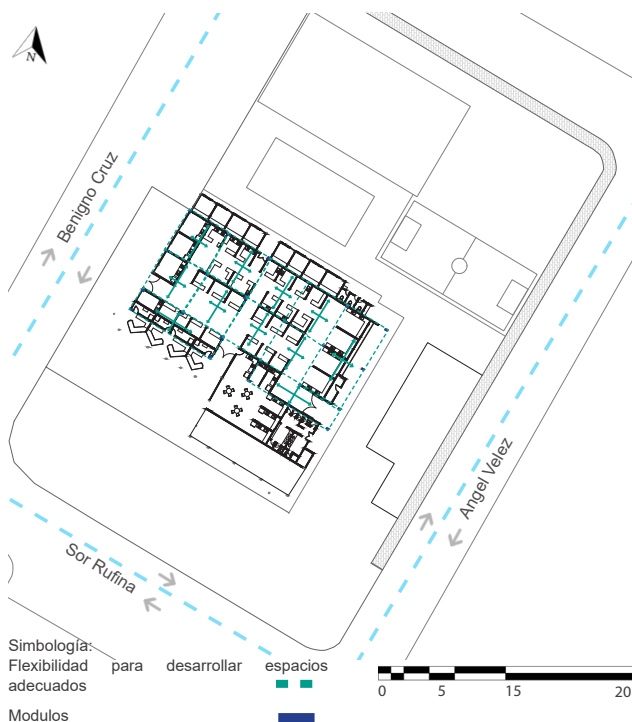 N
Benigno Cruz
Angel Velez
Sor Rufina
Simbología:
Flexibilidad para desarrollar espacios
adecuados
Modulos
0 5 15 20